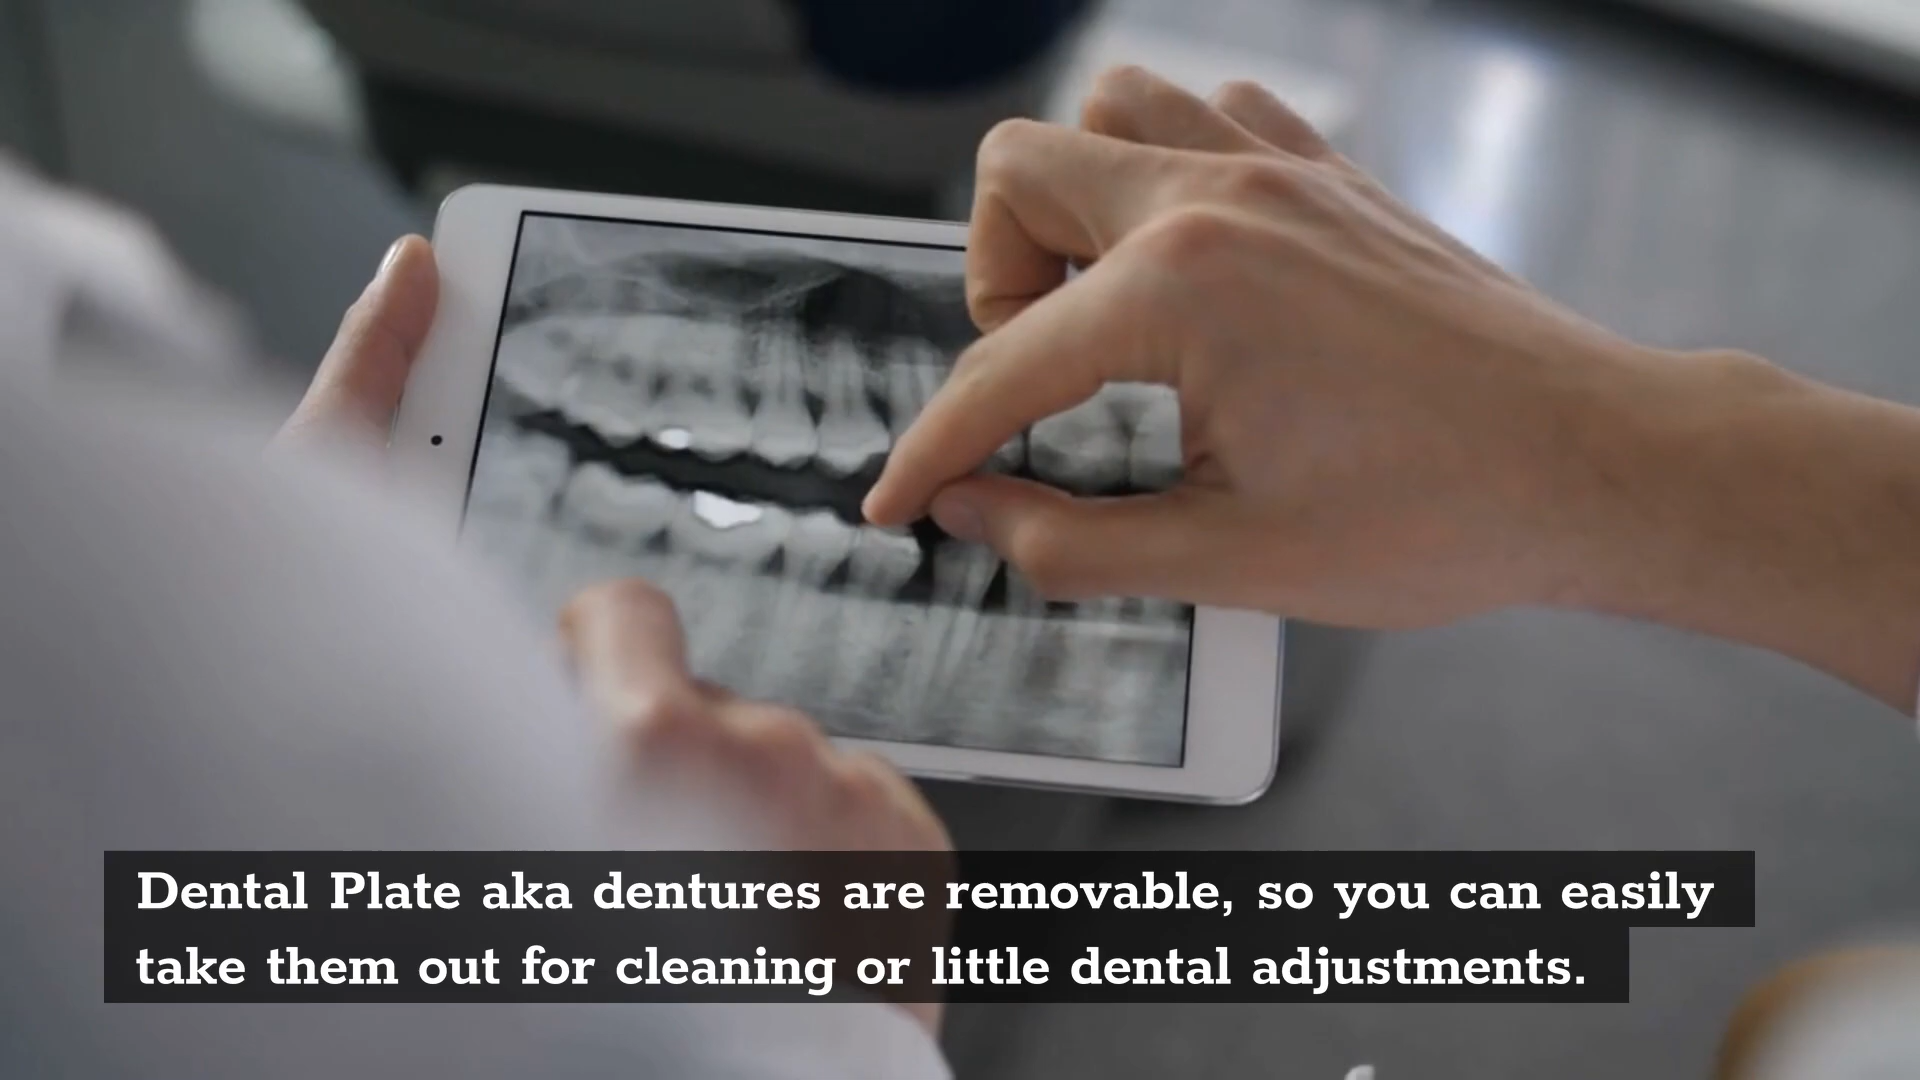 Dental Plate aka dentures are removable, so you can easily
take them out for cleaning or little dental adjustments.